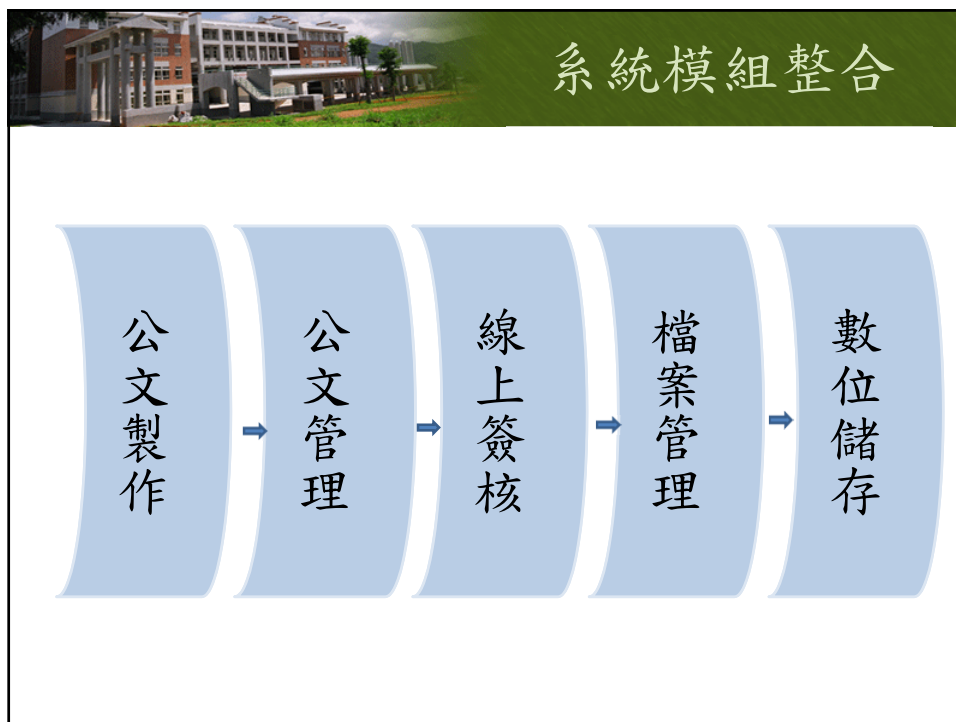 系統模組整合
公文製作
公文管理
線上簽核
檔案管理
數位儲存